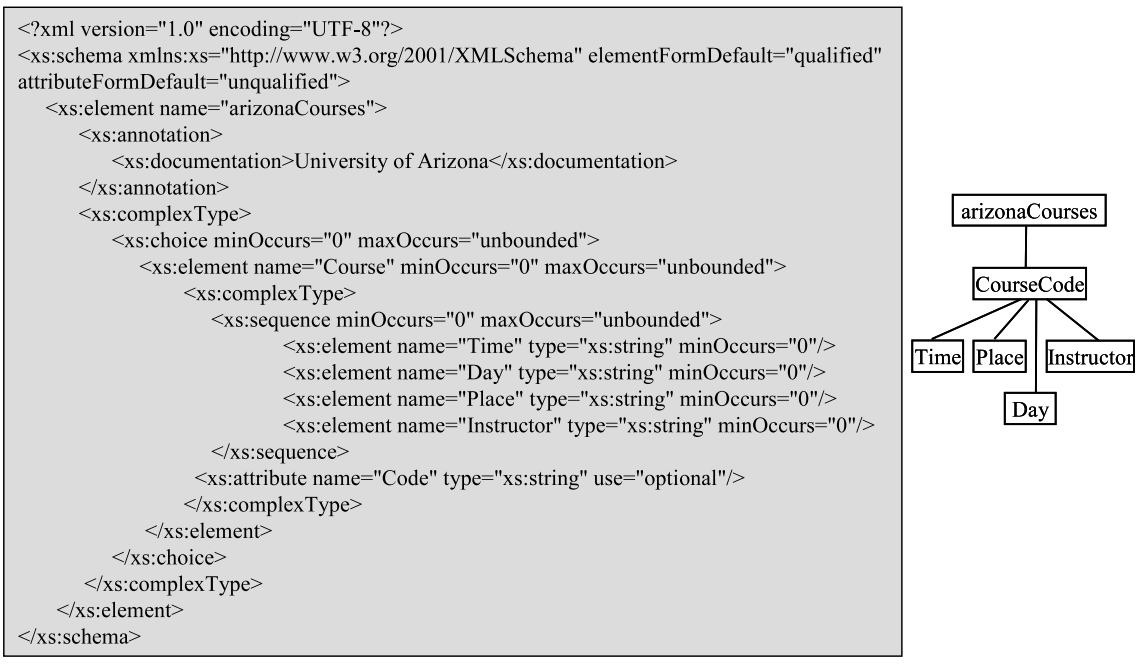 <?xml version="1.0" encoding="UTF-8"?>
<xs:schema xmlns:xs="http://www.w3.org/2001/XMLSchema" elementFormDefault="qualified"
attributeFormDefault="unqualified">
<xs:element name="arizonaCourses">
<xs:annotation>
<xs:documentation>University of Arizona</xs:documentation>
</xs:annotation>
<xs:complexType>
<xs:choice minOccurs="0" maxOccurs="unbounded">
<xs:element name="Course" minOccurs="0" maxOccurs="unbounded">
<xs:complexType>
<xs:sequence minOccurs="0" maxOccurs="unbounded">
<xs:element name="Time" type="xs:string" minOccurs="0"/>
<xs:element name="Day" type="xs:string" minOccurs="0"/>
<xs:element name="Place" type="xs:string" minOccurs="0"/>
<xs:element name="Instructor" type="xs:string" minOccurs="0"/>
</xs:sequence>
<xs:attribute name="Code" type="xs:string" use="optional"/>
</xs:complexType>
</xs:element>
</xs:choice>
</xs:complexType>
</xs:element>
</xs:schema>
arizonaCourses
CourseCode
Time Place Instructor
Day